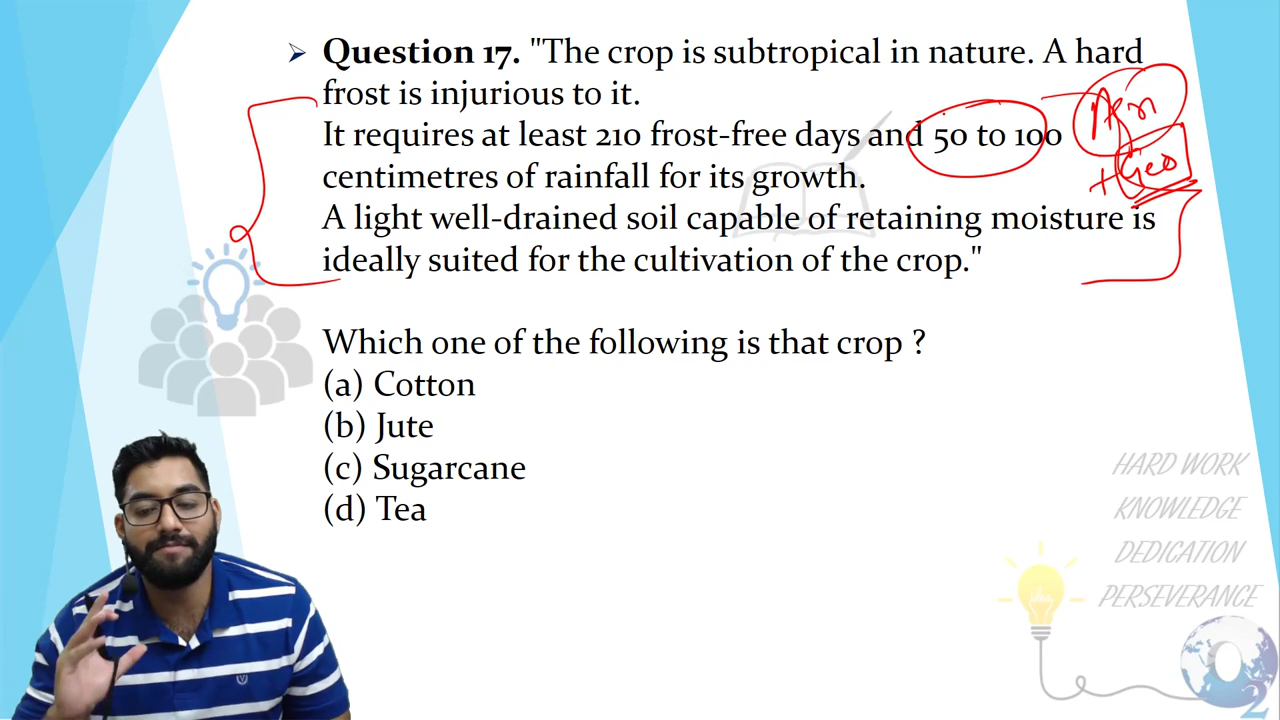 ➤ Question 17. "The crop is subtropical in nature. A hard
frost is injurious to it.
It requires at least 210 frost-free days and 50 to 100
centimetres of rainfall for its growth.
A light well-drained soil capable of retaining moisture is
ideally suited for the cultivation of the crop."
+ Geo
Which one of the following is that crop ?
(a) Cotton
(b) Jute
(c) Sugarcane
(d) Tea
HARD WORK
KNOWLEDGE
DEDICATION
PERSEVERANCE
idea
O2